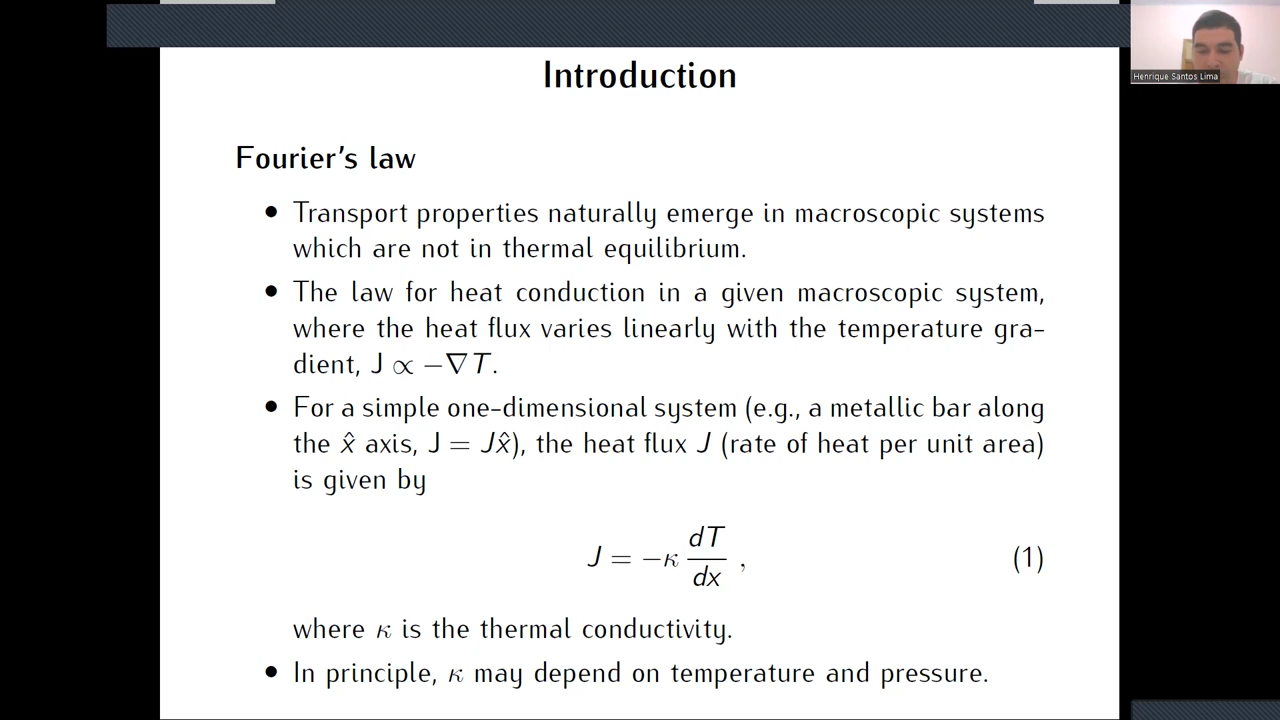 Introduction
Henrique Santos Lima
Fourier's law
• Transport properties naturally emerge in macroscopic systems
which are not in thermal equilibrium.
• The law for heat conduction in a given macroscopic system,
where the heat flux varies linearly with the temperature gra-
dient, J ∝ −∇T.
• For a simple one-dimensional system (e.g., a metallic bar along
the x̂ axis, J = Jx̂), the heat flux J (rate of heat per unit area)
is given by
J = −κ dT/dx , (1)
where κ is the thermal conductivity.
• In principle, κ may depend on temperature and pressure.